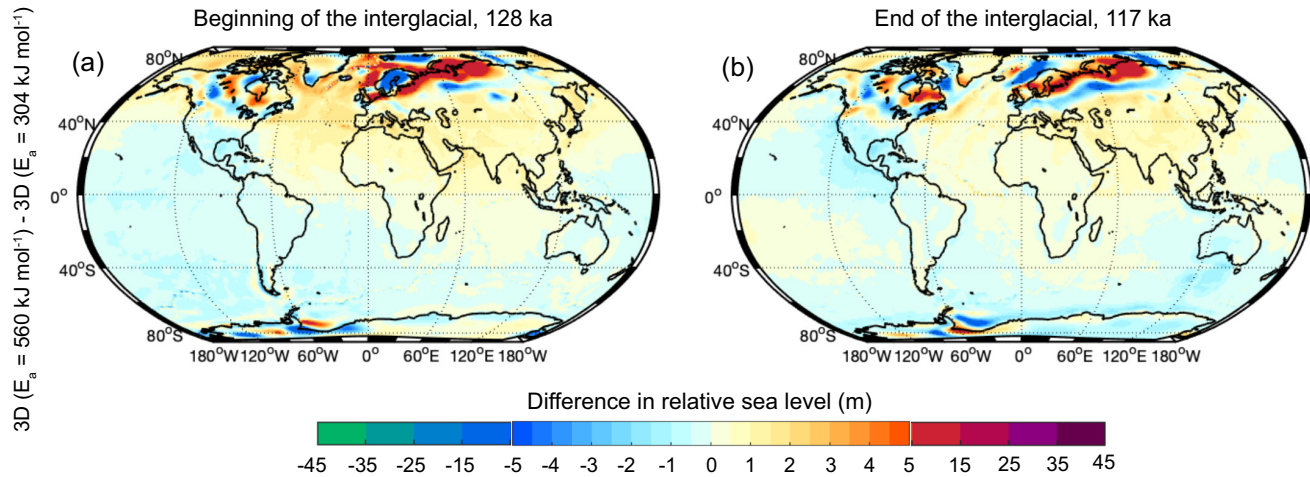 Beginning of the interglacial, 128 ka
End of the interglacial, 117 ka
3D (Eₐ = 560 kJ mol⁻¹) - 3D (Eₐ = 304 kJ mol⁻¹)
(a)
80°N
40°N
0°
40°S
80°S
180°W 120°W 60°W 0° 60°E 120°E 180°W
(b)
80°N
40°N
0°
40°S
80°S
180°W 120°W 60°W 0° 60°E 120°E 180°W
Difference in relative sea level (m)
-45 -35 -25 -15 -5 -4 -3 -2 -1 0 1 2 3 4 5 15 25 35 45